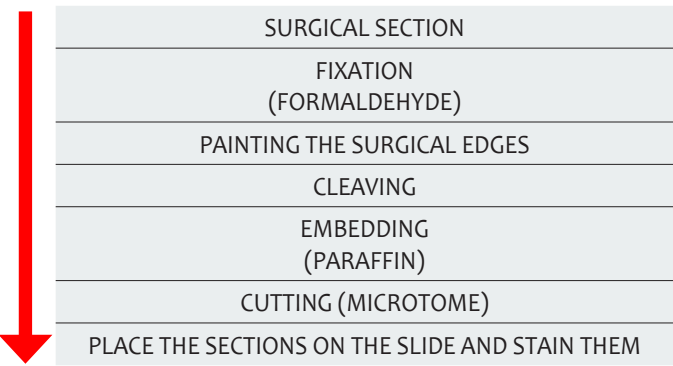 SURGICAL SECTION
FIXATION
(FORMALDEHYDE)
PAINTING THE SURGICAL EDGES
CLEAVING
EMBEDDING
(PARAFFIN)
CUTTING (MICROTOME)
PLACE THE SECTIONS ON THE SLIDE AND STAIN THEM